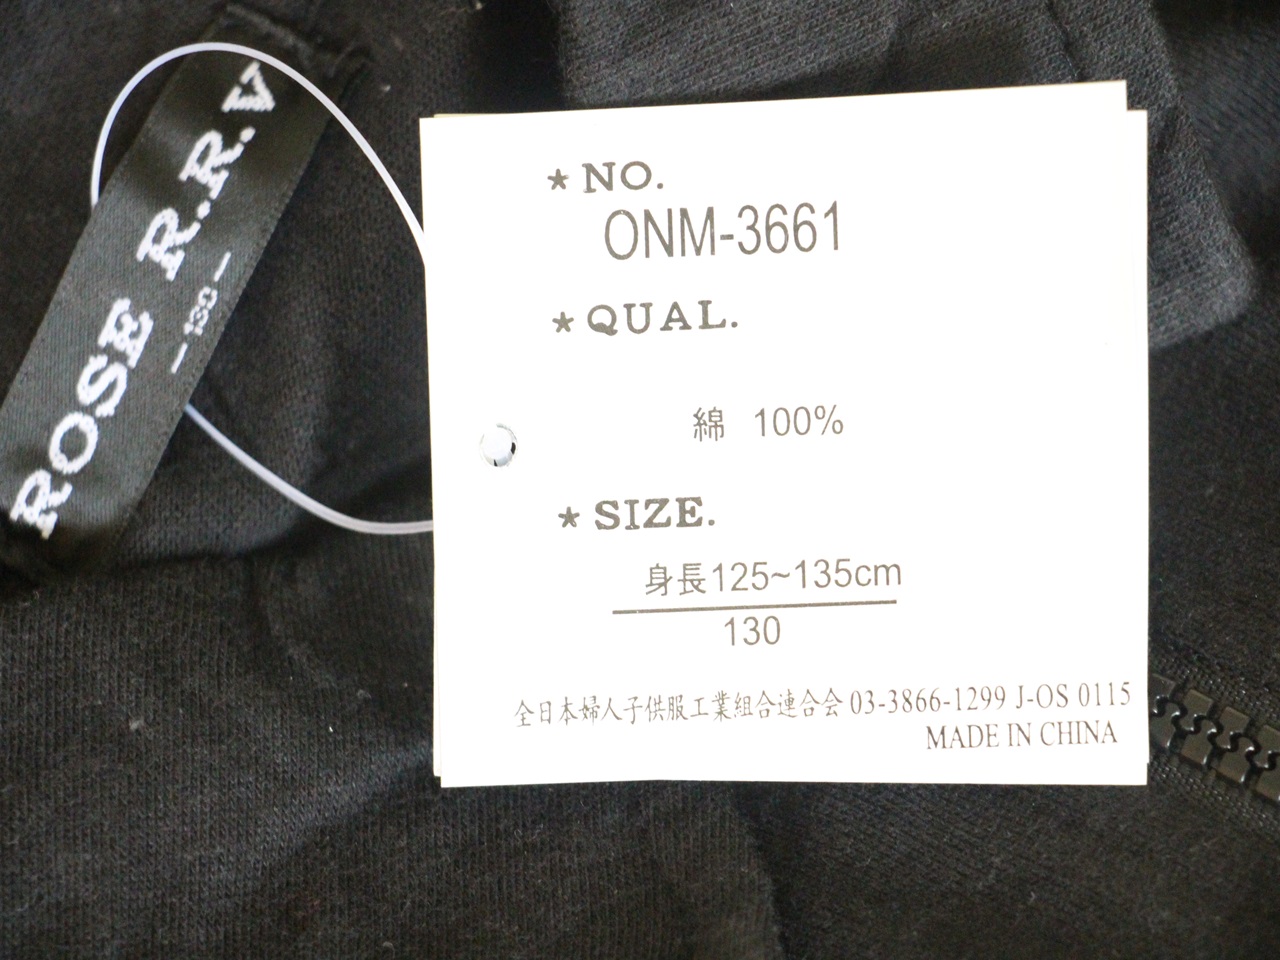 ROSE R.R.V
-130-
★ NO.
ONM-3661
★ QUAL.
綿 100%
★ SIZE.
身長125~135cm
130
全日本婦人子供服工業組合連合会 03-3866-1299 J-OS 0115
MADE IN CHINA